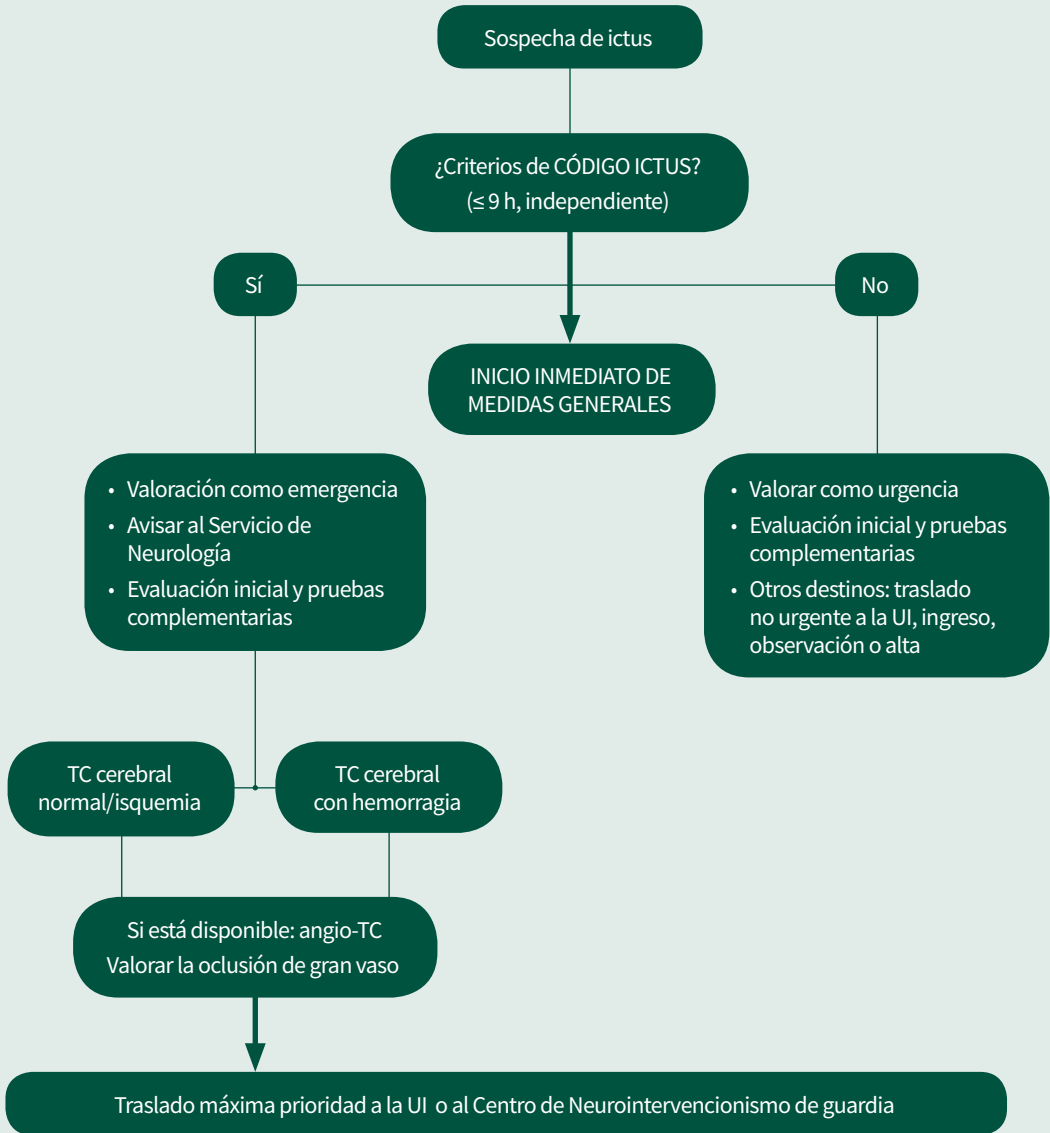 Sospecha de ictus
¿Criterios de CÓDIGO ICTUS?
(≤ 9 h, independiente)
Sí
No
INICIO INMEDIATO DE
MEDIDAS GENERALES
• Valoración como emergencia
• Avisar al Servicio de
Neurología
• Evaluación inicial y pruebas
complementarias
• Valorar como urgencia
• Evaluación inicial y pruebas
complementarias
• Otros destinos: traslado
no urgente a la UI, ingreso,
observación o alta
TC cerebral
normal/isquemia
TC cerebral
con hemorragia
Si está disponible: angio-TC
Valorar la oclusión de gran vaso
Traslado máxima prioridad a la UI o al Centro de Neurointervencionismo de guardia